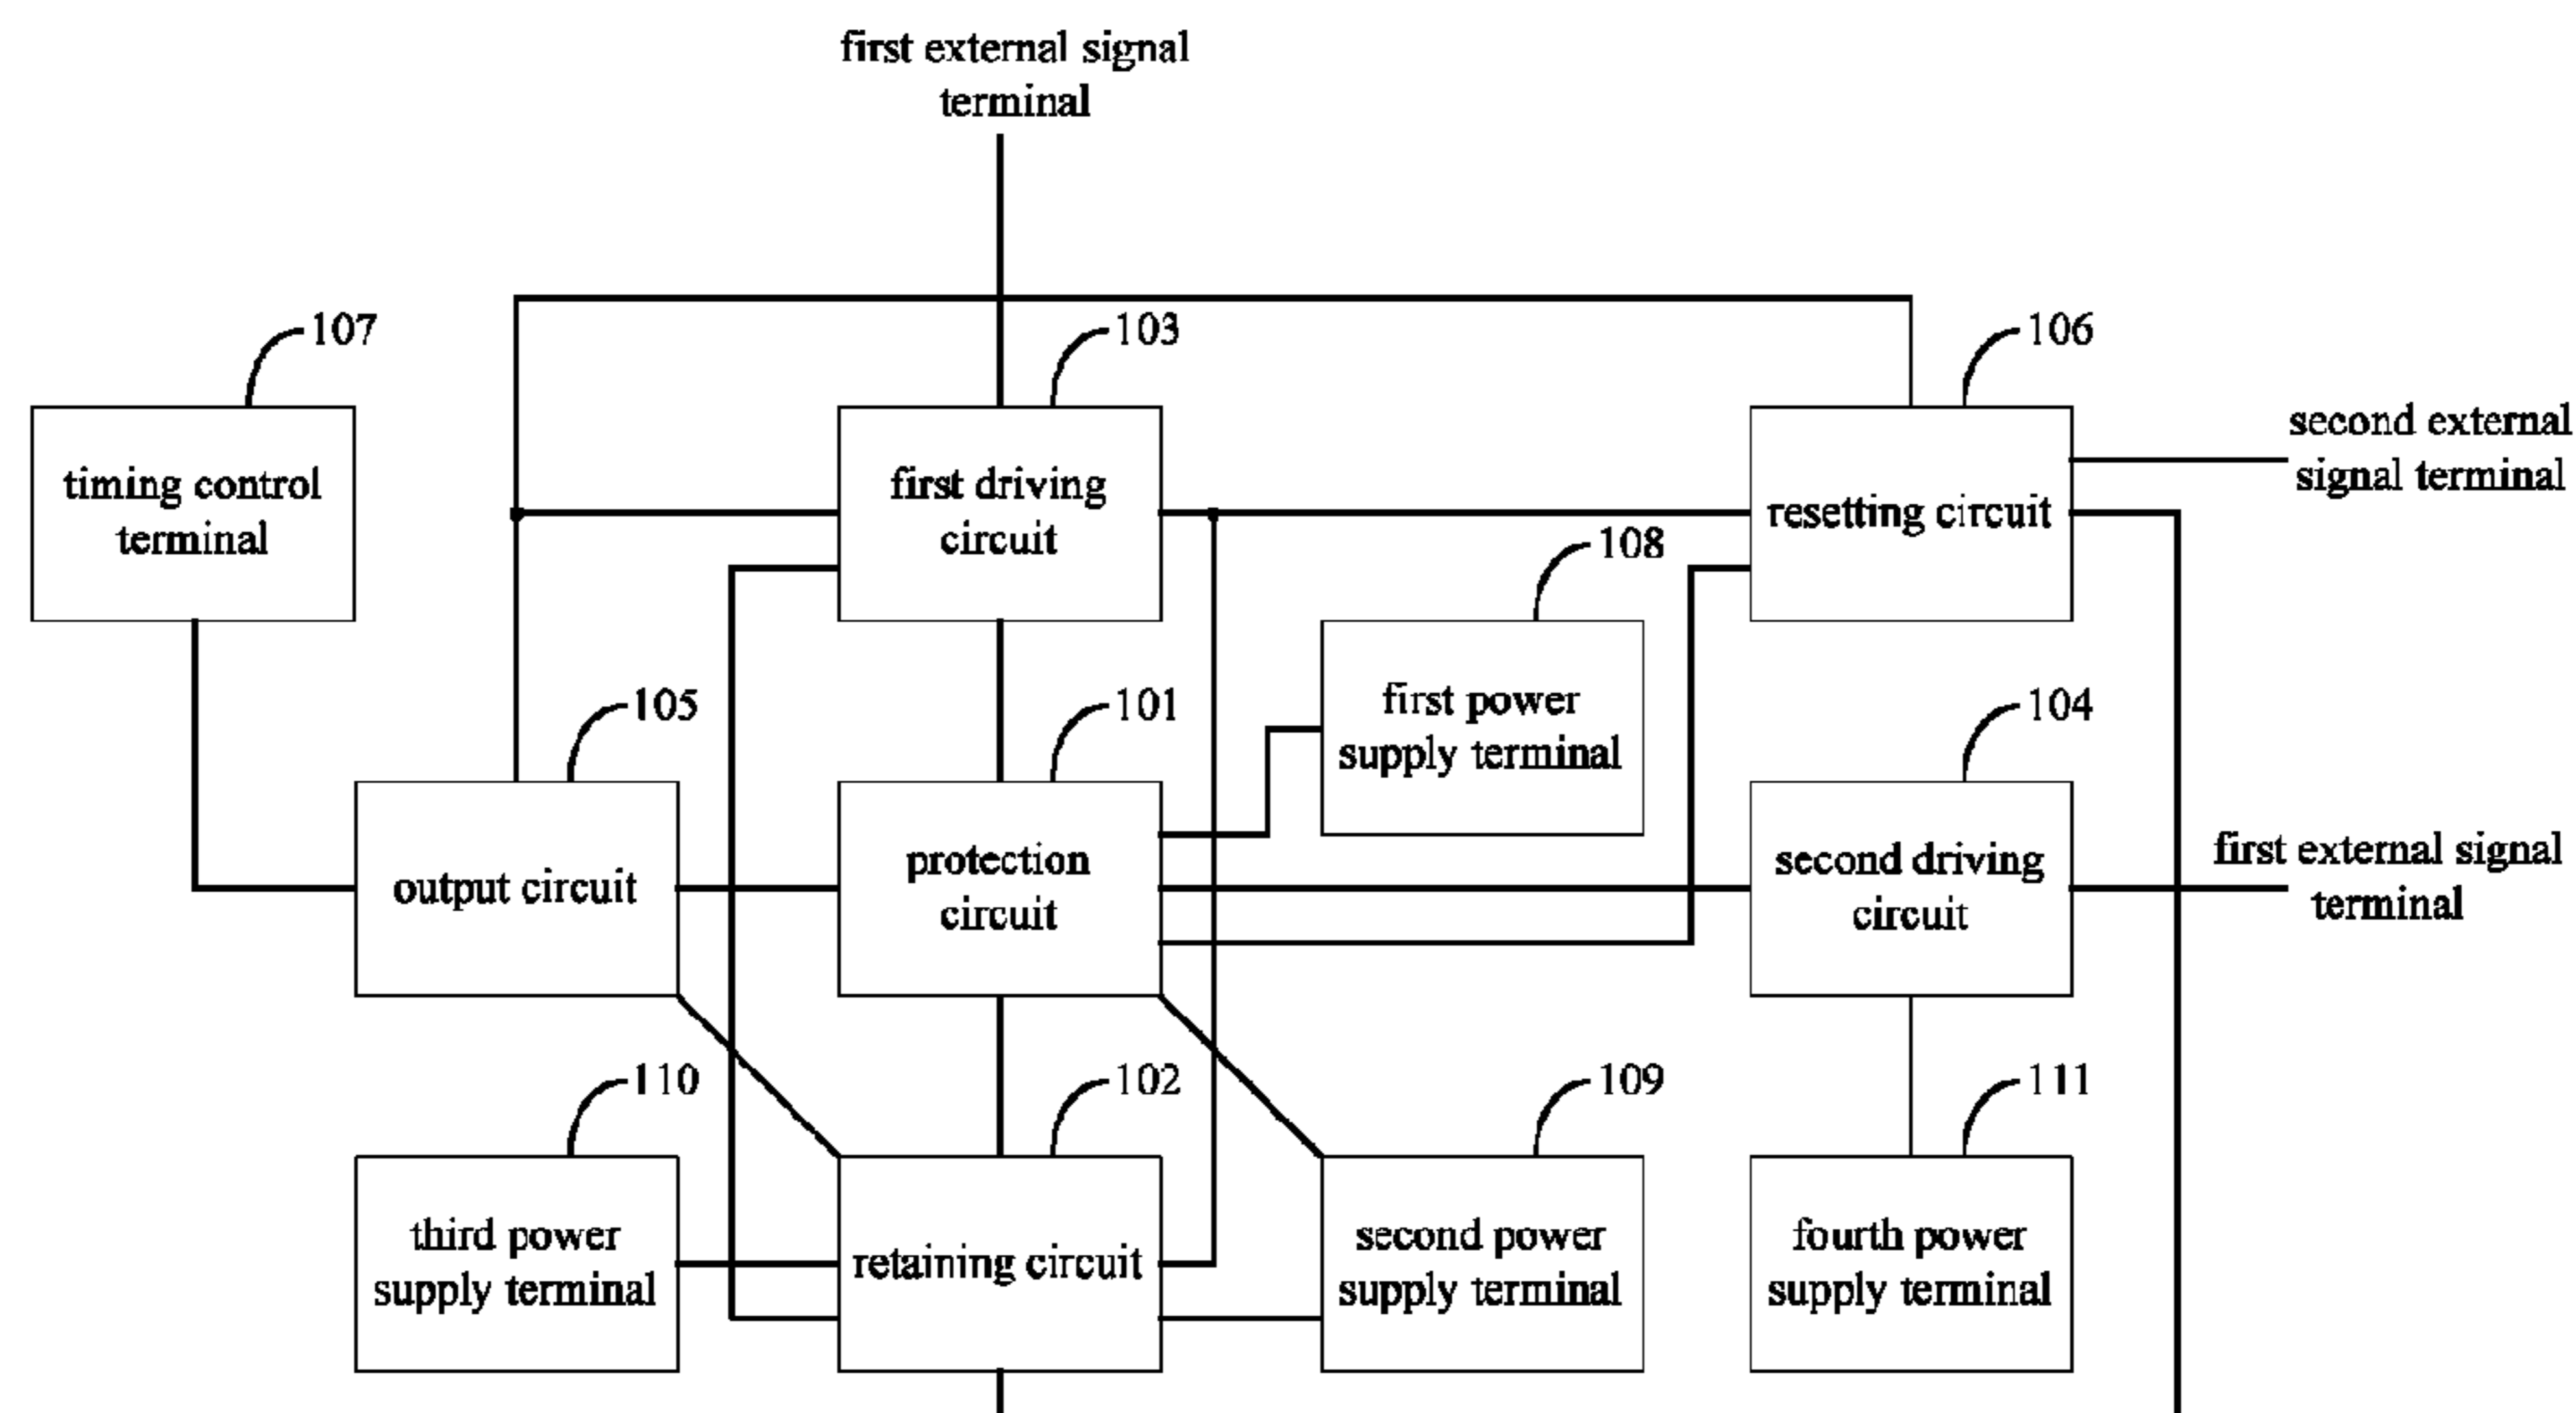 first external signal
terminal
107
103
106
timing control
terminal
first driving
circuit
resetting circuit
second external
signal terminal
108
105
101
first power
supply terminal
104
output circuit
protection
circuit
second driving
circuit
first external signal
terminal
110
102
109
111
third power
supply terminal
retaining circuit
second power
supply terminal
fourth power
supply terminal